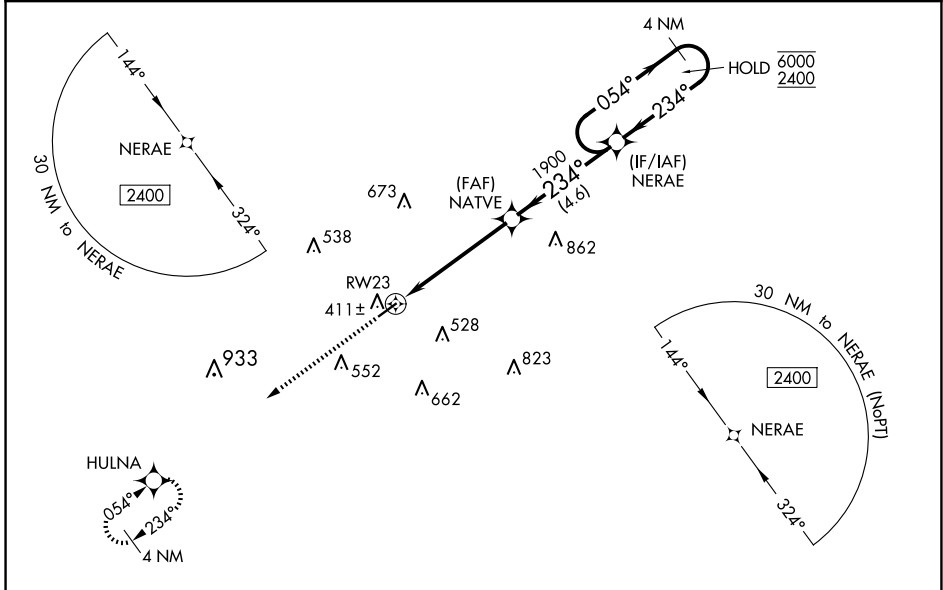 4 NM
HOLD 6000
2400
054°
234°
144°
NERAE
2400
324°
30 NM to NERAE
(IF/IAF)
NERAE
1900
234°
(4.6)
(FAF)
NATVE
673
538
862
RW23
411±
528
933
552
823
662
30 NM to NERAE (NoPT)
144°
2400
NERAE
324°
HULNA
054°
234°
4 NM